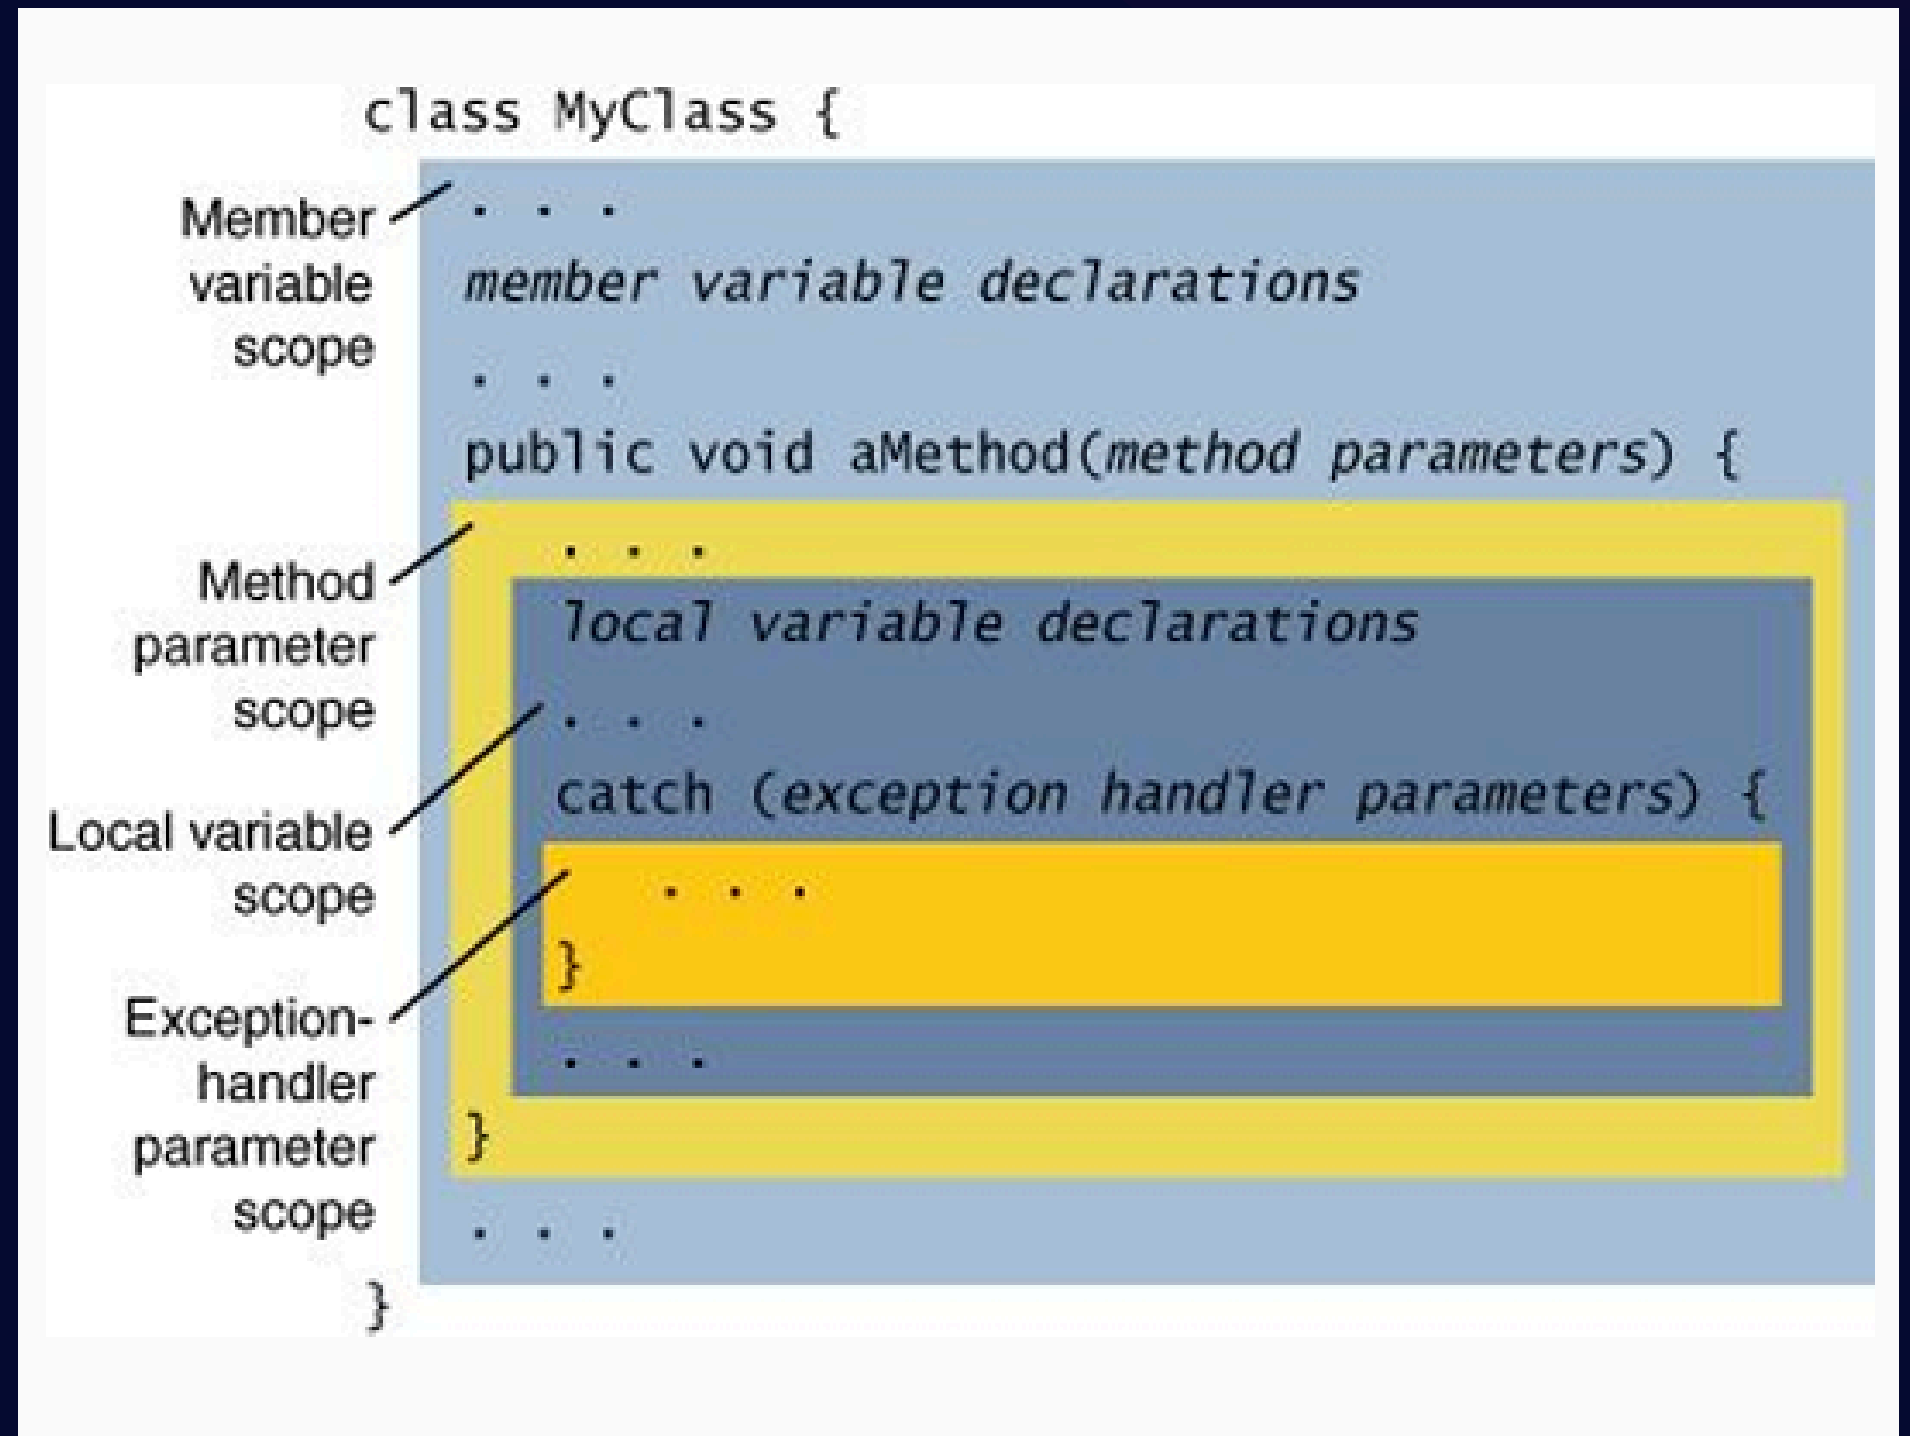 class MyClass {
. . .
Member
variable
scope
member variable declarations
. . .
public void aMethod(method parameters) {
Method
parameter
scope
. . .
local variable declarations
. . .
Local variable
scope
catch (exception handler parameters) {
. . .
}
Exception-
handler
parameter
scope
. . .
}
. . .
}